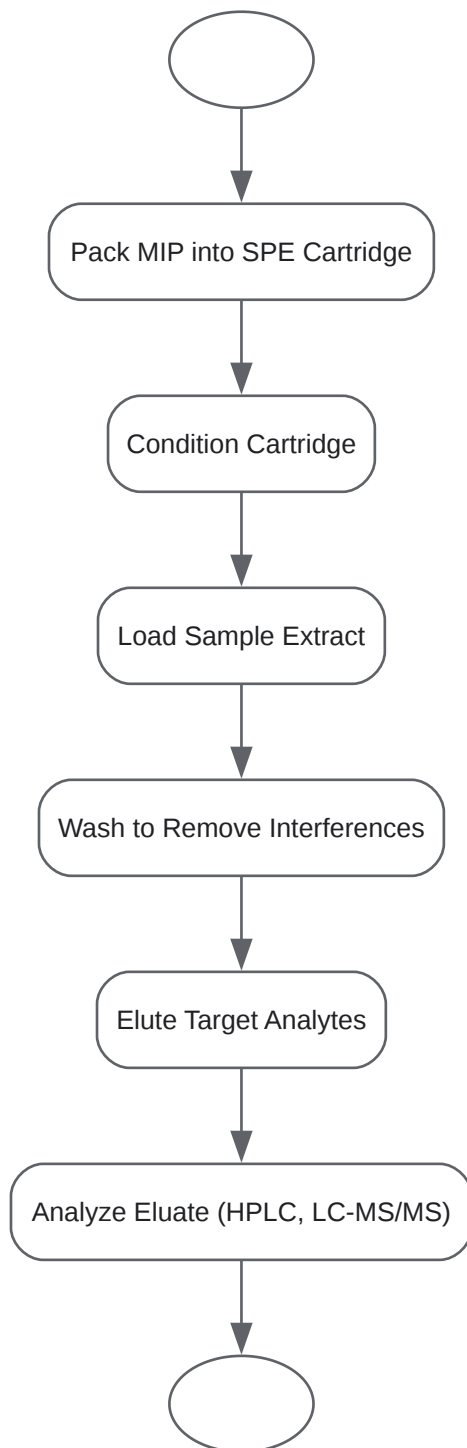 Pack MIP into SPE Cartridge
Condition Cartridge
Load Sample Extract
Wash to Remove Interferences
Elute Target Analytes
Analyze Eluate (HPLC, LC-MS/MS)